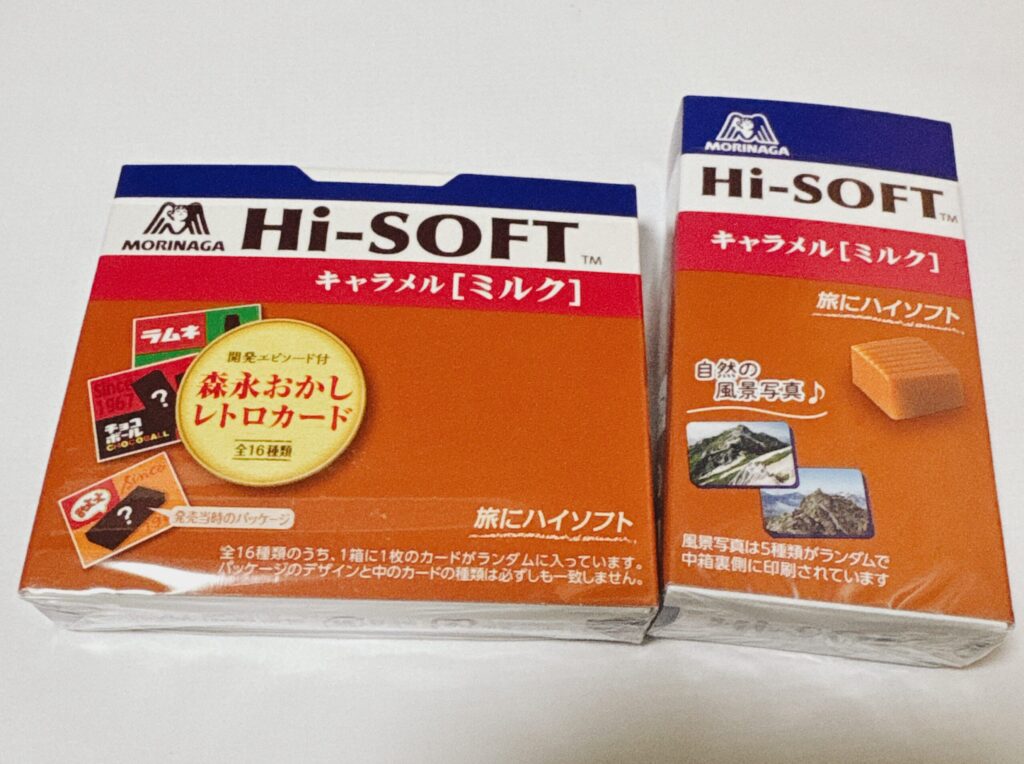 MORINAGA
Hi-SOFT™
キャラメル[ミルク]
ラムネ
Since
1967
?
チョコ
ボール
CHOCOBALL
Since
?
発売当時のパッケージ
開発エピソード付
森永おかし
レトロカード
全16種類
旅にハイソフト
全16種類のうち、1箱に1枚のカードがランダムに入っています。
パッケージのデザインと中のカードの種類は必ずしも一致しません。
MORINAGA
Hi-SOFT™
キャラメル[ミルク]
旅にハイソフト
自然の
風景写真♪
風景写真は5種類がランダムで
中箱裏側に印刷されています